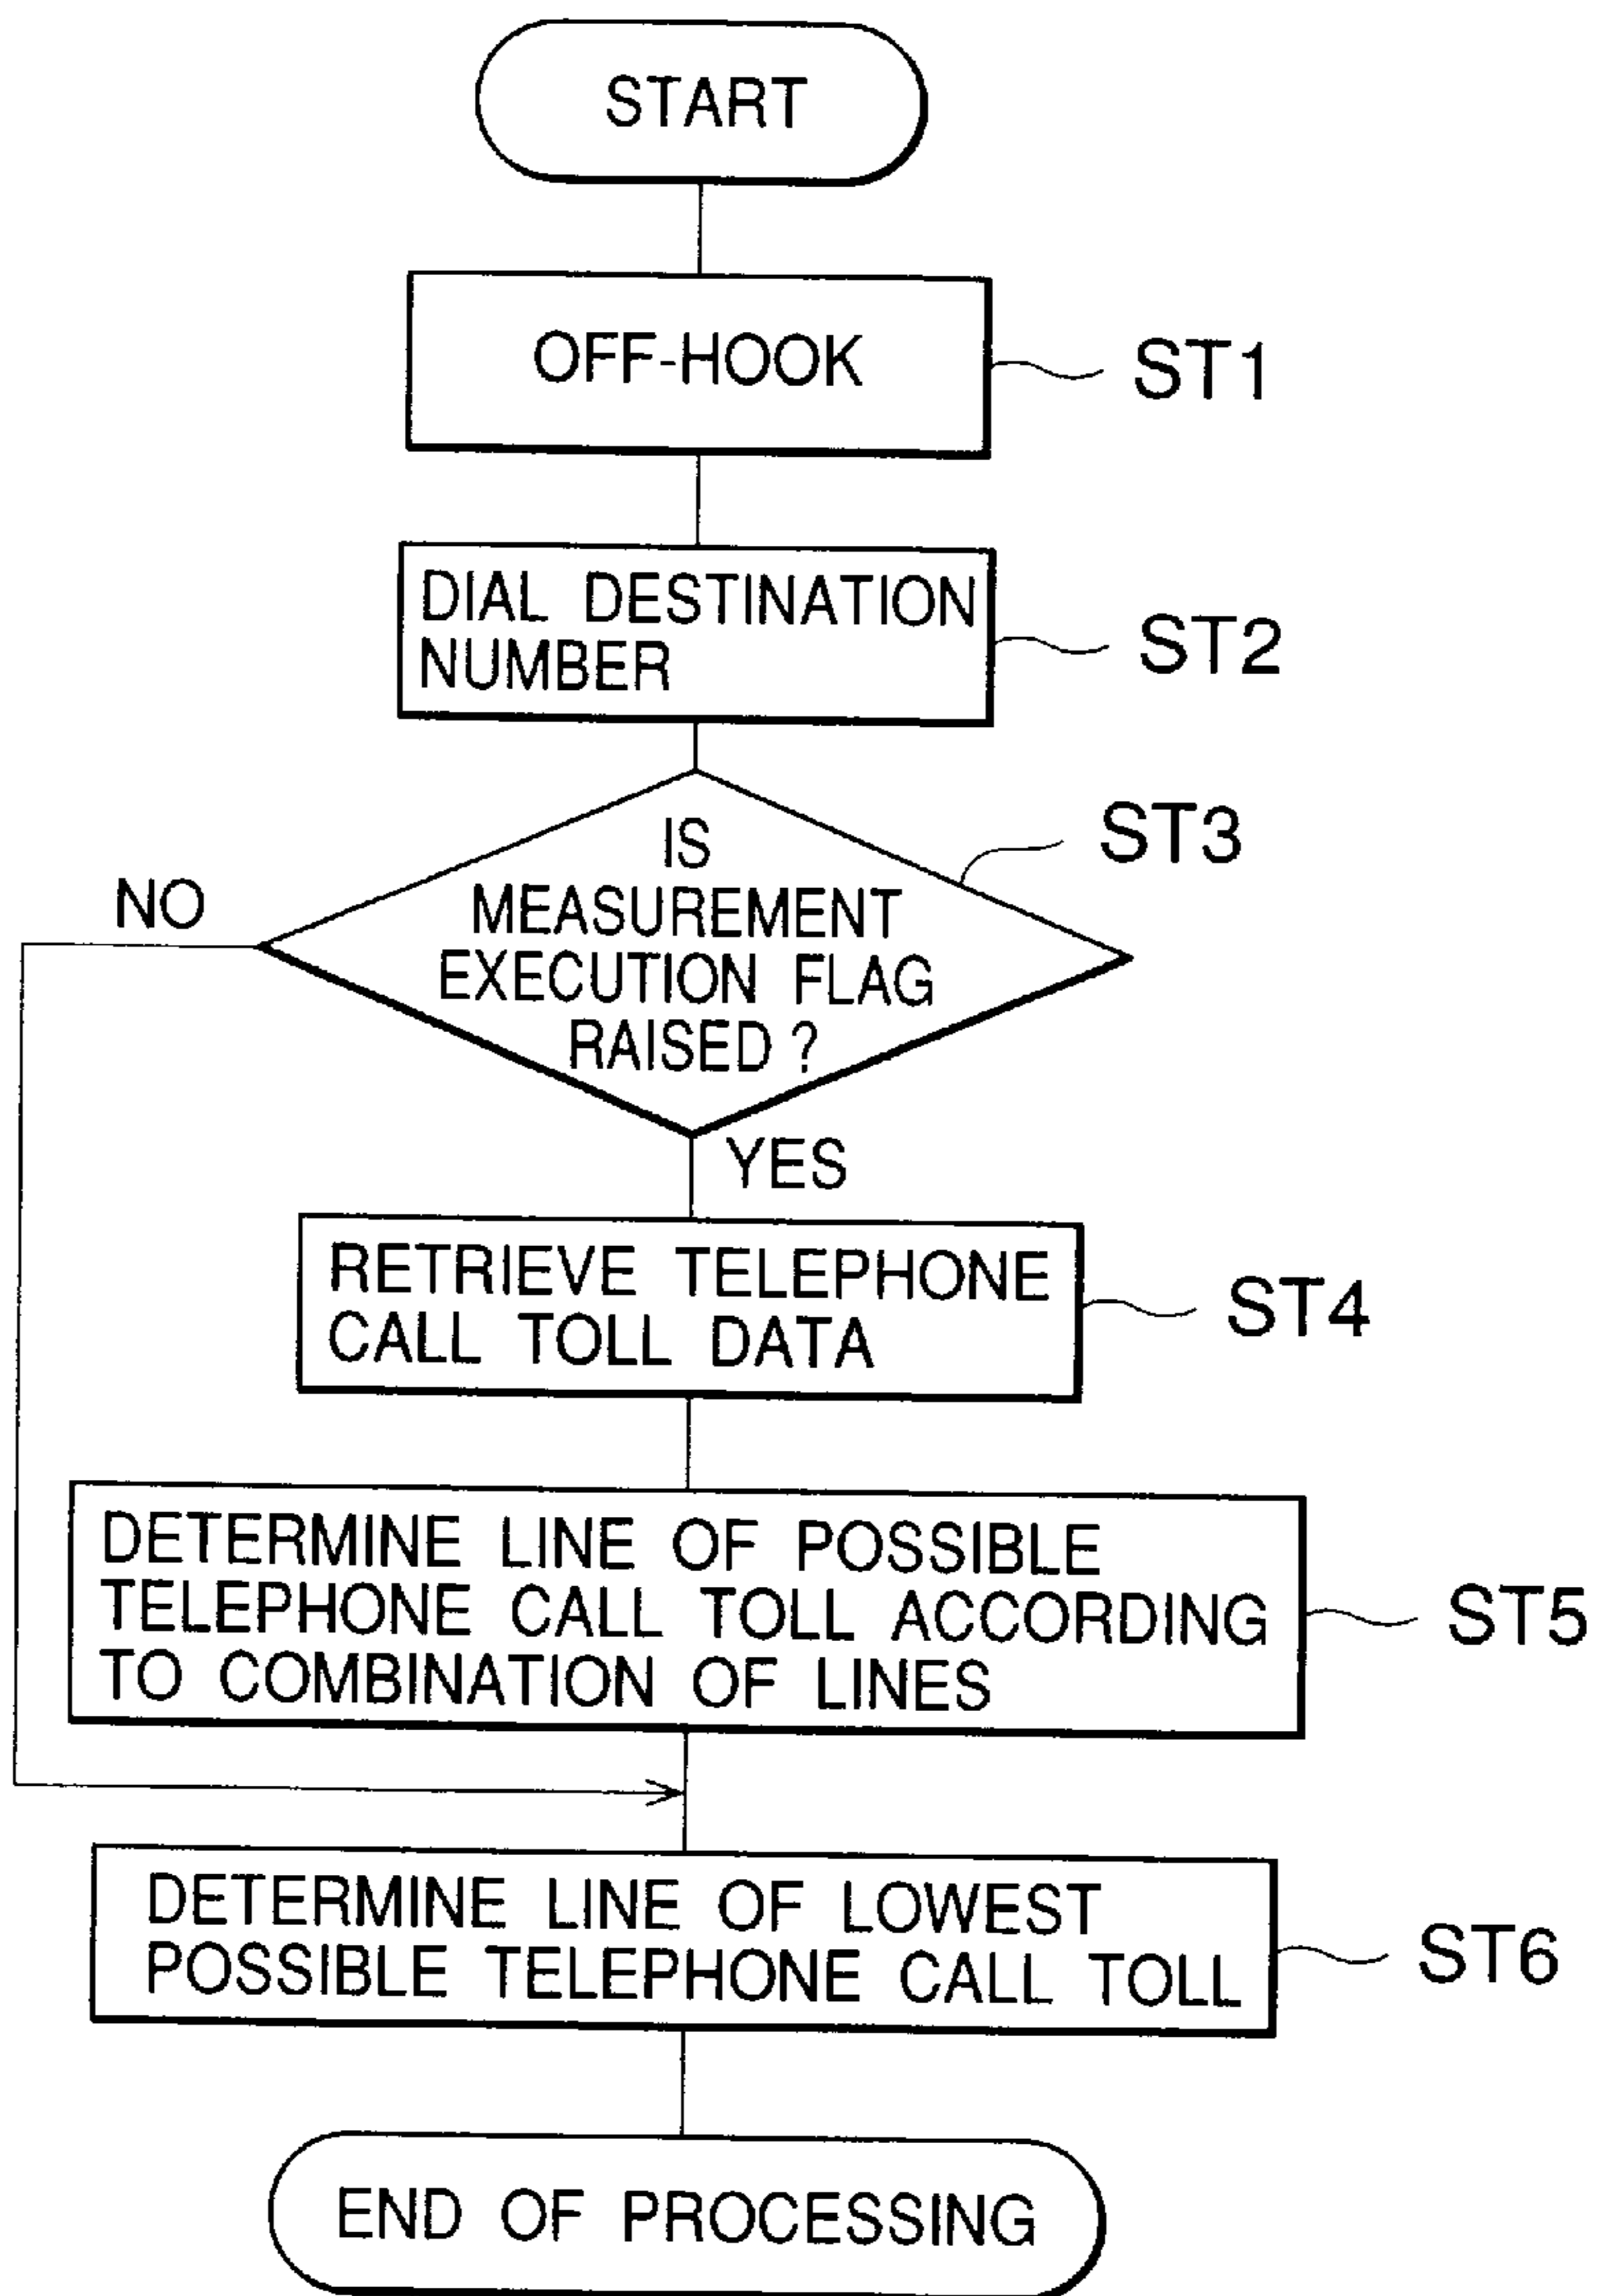 START
OFF-HOOK
ST1
DIAL DESTINATION
NUMBER
ST2
IS
MEASUREMENT
EXECUTION FLAG
RAISED ?
ST3
NO
YES
RETRIEVE TELEPHONE
CALL TOLL DATA
ST4
DETERMINE LINE OF POSSIBLE
TELEPHONE CALL TOLL ACCORDING
TO COMBINATION OF LINES
ST5
DETERMINE LINE OF LOWEST
POSSIBLE TELEPHONE CALL TOLL
ST6
END OF PROCESSING